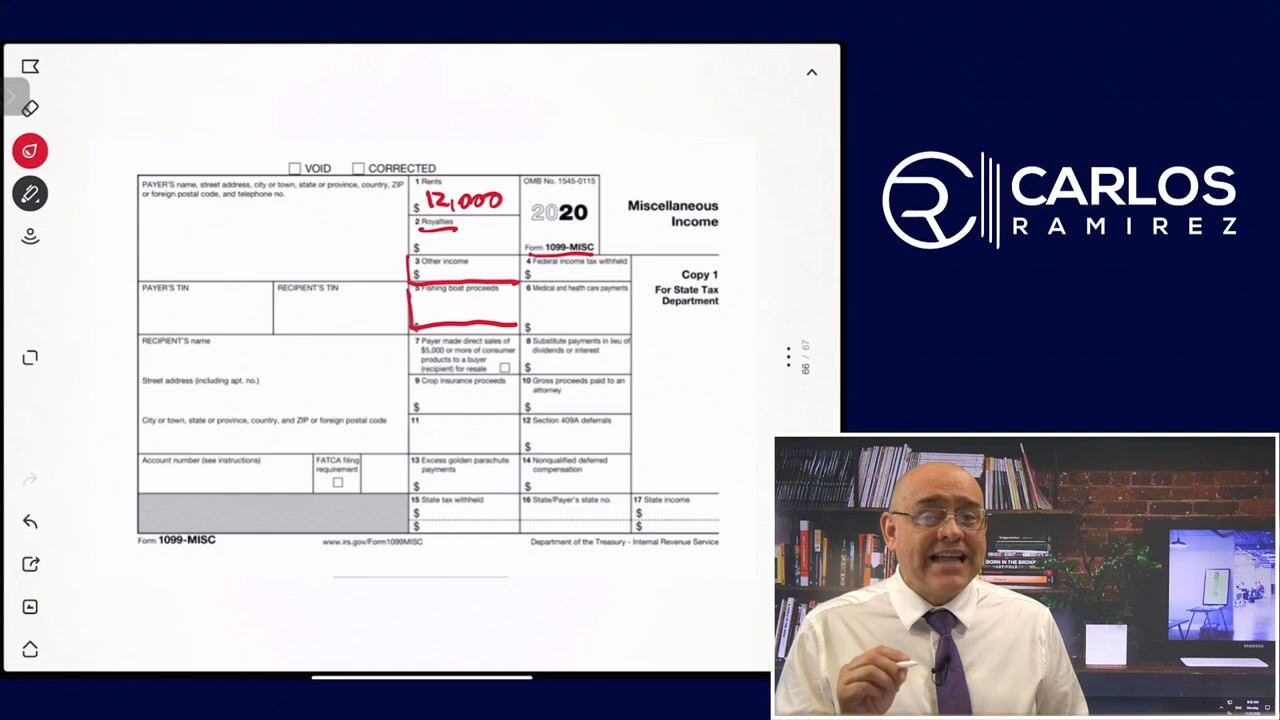 VOID
CORRECTED
PAYER'S name, street address, city or town, state or province, country, ZIP
or foreign postal code, and telephone no.
1 Rents
$ 12,000
2 Royalties
$
OMB No. 1545-0115
2020
Form 1099-MISC
Miscellaneous
Income
3 Other income
$
4 Federal income tax withheld
$
Copy 1
For State Tax
Department
PAYER'S TIN
RECIPIENT'S TIN
5 Fishing boat proceeds
$
6 Medical and health care payments
$
RECIPIENT'S name
7 Payer made direct sales of
$5,000 or more of consumer
products to a buyer
(recipient) for resale
8 Substitute payments in lieu of
dividends or interest
$
Street address (including apt. no.)
9 Crop insurance proceeds
$
10 Gross proceeds paid to an
attorney
$
City or town, state or province, country, and ZIP or foreign postal code
11
12 Section 409A deferrals
$
Account number (see instructions)
FATCA filing
requirement
13 Excess golden parachute
payments
$
14 Nonqualified deferred
compensation
$
15 State tax withheld
$
$
16 State/Payer's state no.
17 State income
$
$
Form 1099-MISC
www.irs.gov/Form1099MISC
Department of the Treasury - Internal Revenue Service
66 / 67
CARLOS
RAMIREZ
BORN IN THE BRONX
SAMSUNG